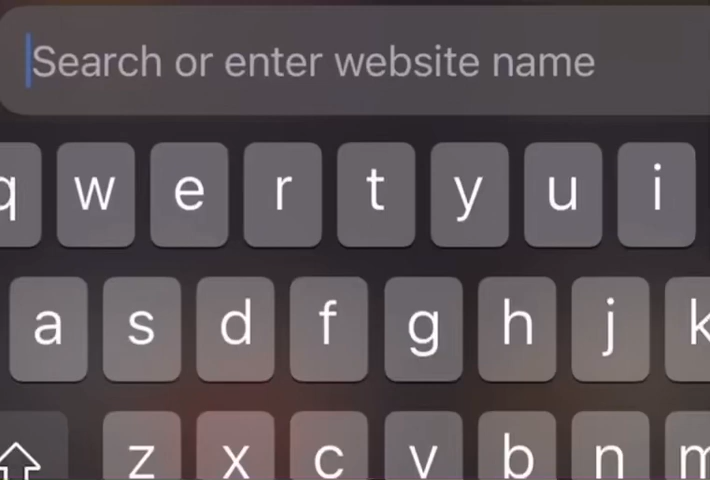 Search or enter website name
q w e r t y u i
a s d f g h j k
z x c v b n m